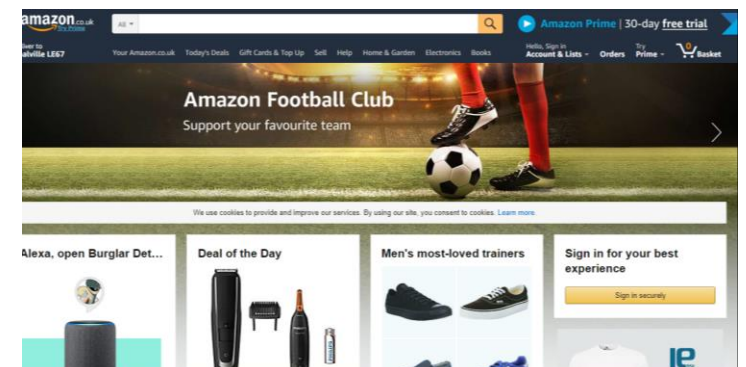 amazon.co.uk
Try Prime
All
Amazon Prime | 30-day free trial
alville LE67
Your Amazon.co.uk Today's Deals Gift Cards & Top Up Sell Help Home & Garden Electronics Books
Hello, Sign in
Account & Lists
Orders
Try
Prime
0
Basket
Amazon Football Club
Support your favourite team
We use cookies to provide and improve our services. By using our site, you consent to cookies. Learn more.
Alexa, open Burglar Det...
Deal of the Day
Men's most-loved trainers
Sign in for your best
experience
Sign in securely